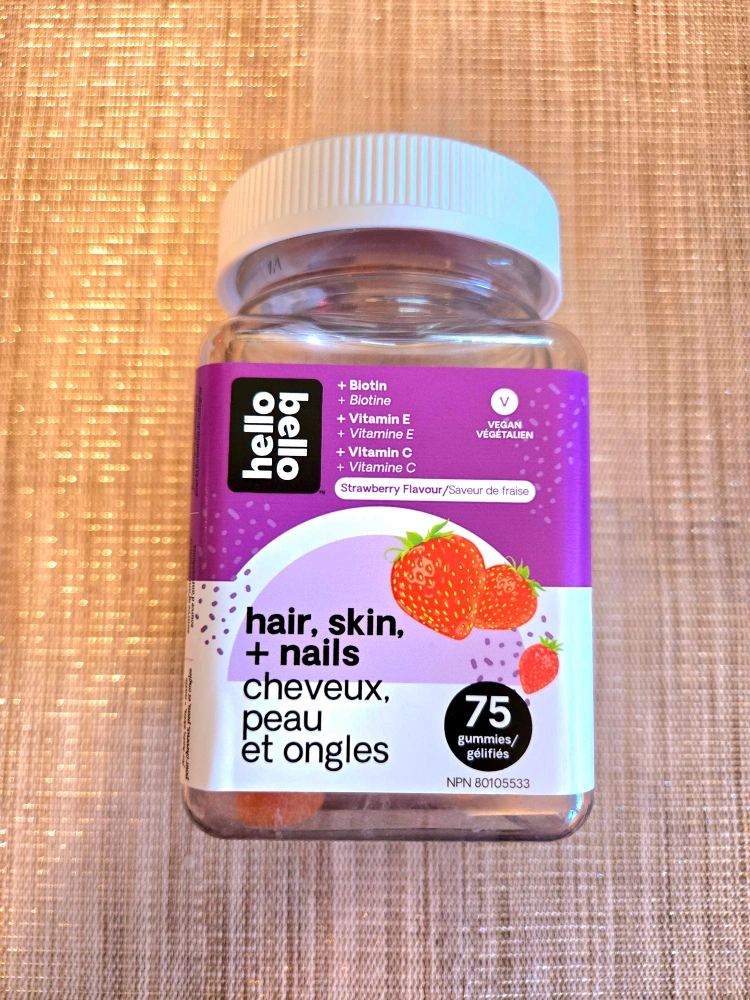 hello
bello
™
+ Biotin
+ Biotine
+ Vitamin E
+ Vitamine E
+ Vitamin C
+ Vitamine C
V
VEGAN
VÉGÉTALIEN
Strawberry Flavour/Saveur de fraise
hair, skin,
+ nails
cheveux,
peau
et ongles
75
gummies/
gélifiés
NPN 80105533